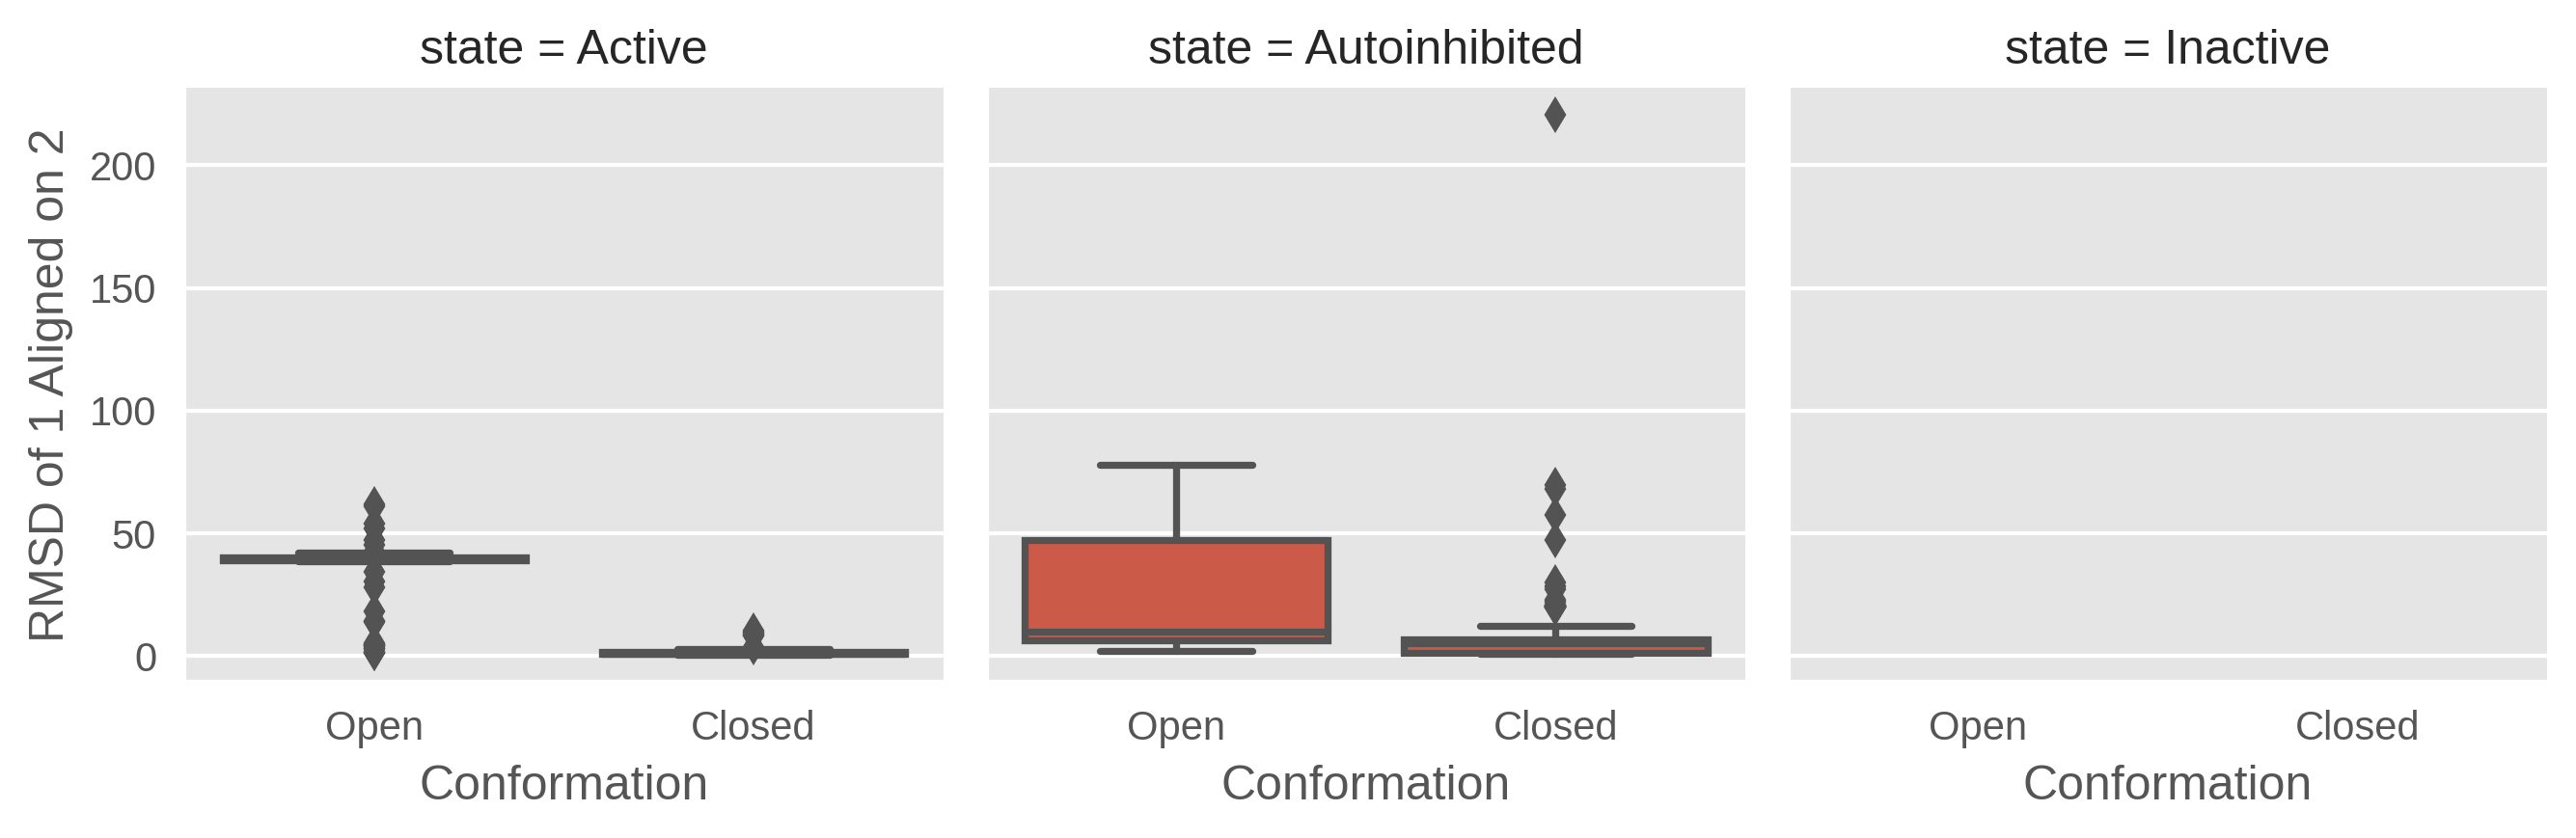 state = Active
state = Autoinhibited
state = Inactive
RMSD of 1 Aligned on 2
200
150
100
50
0
Open
Closed
Open
Closed
Open
Closed
Conformation
Conformation
Conformation